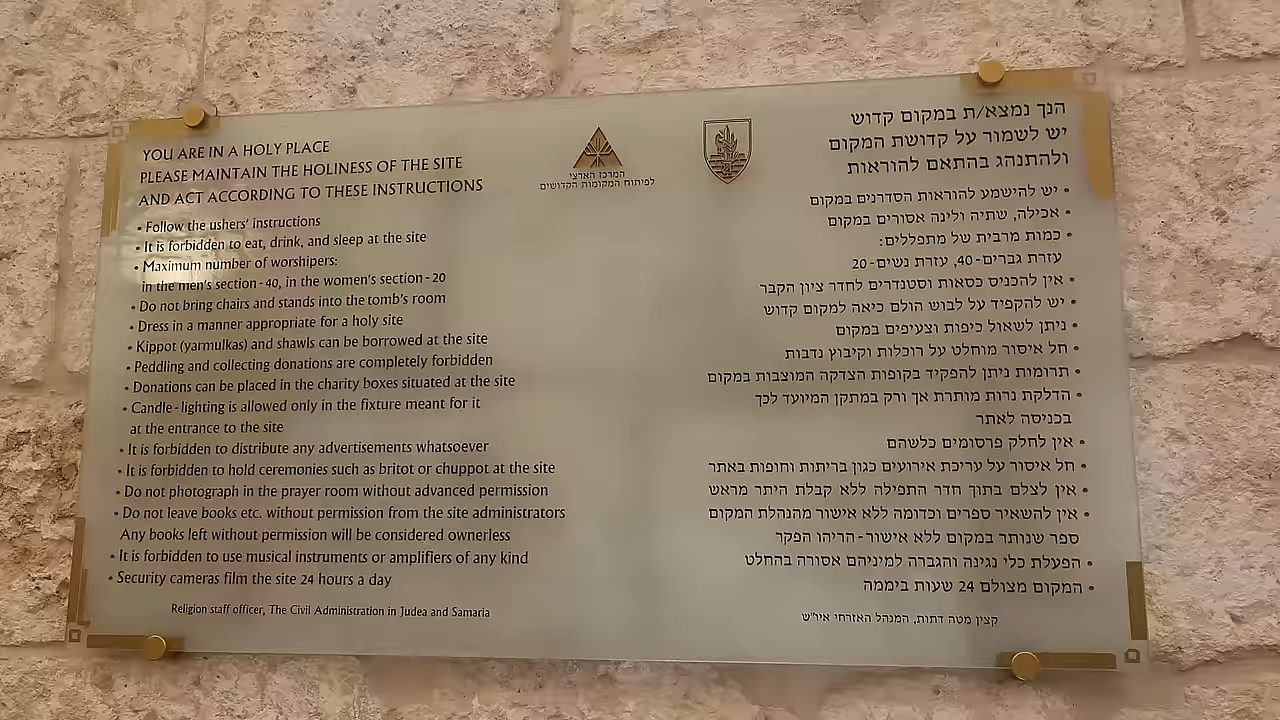 YOU ARE IN A HOLY PLACE
PLEASE MAINTAIN THE HOLINESS OF THE SITE
AND ACT ACCORDING TO THESE INSTRUCTIONS
• Follow the ushers' instructions
• It is forbidden to eat, drink, and sleep at the site
• Maximum number of worshipers:
in the men's section - 40, in the women's section - 20
• Do not bring chairs and stands into the tomb's room
• Dress in a manner appropriate for a holy site
• Kippot (yarmulkas) and shawls can be borrowed at the site
• Peddling and collecting donations are completely forbidden
• Donations can be placed in the charity boxes situated at the site
• Candle - lighting is allowed only in the fixture meant for it
at the entrance to the site
• It is forbidden to distribute any advertisements whatsoever
• It is forbidden to hold ceremonies such as britot or chuppot at the site
• Do not photograph in the prayer room without advanced permission
• Do not leave books etc. without permission from the site administrators
Any books left without permission will be considered ownerless
• It is forbidden to use musical instruments or amplifiers of any kind
• Security cameras film the site 24 hours a day
Religion staff officer, The Civil Administration in Judea and Samaria
המרכז הארצי
לפיתוח המקומות הקדושים
הנך נמצא/ת במקום קדוש
יש לשמור על קדושת המקום
ולהתנהג בהתאם להוראות
• יש להישמע להוראות הסדרנים במקום
• אכילה, שתיה ולינה אסורים במקום
• כמות מרבית של מתפללים:
עזרת גברים - 40, עזרת נשים - 20
• אין להכניס כסאות וסטנדרים לחדר ציון הקבר
• יש להקפיד על לבוש הולם כיאה למקום קדוש
• ניתן לשאול כיפות וצעיפים במקום
• חל איסור מוחלט על רוכלות וקיבוץ נדבות
• תרומות ניתן להפקיד בקופות הצדקה המוצבות במקום
• הדלקת נרות מותרת אך ורק במתקן המיועד לכך
בכניסה לאתר
• אין לחלק פרסומים כלשהם
• חל איסור על עריכת אירועים כגון בריתות וחופות באתר
• אין לצלם בתוך חדר התפילה ללא קבלת היתר מראש
• אין להשאיר ספרים וכדומה ללא אישור מהנהלת המקום
ספר שנותר במקום ללא אישור - הריהו הפקר
• הפעלת כלי נגינה והגברה למיניהם אסורה בהחלט
• המקום מצולם 24 שעות ביממה
קצין מטה דתות, המנהל האזרחי איו"ש